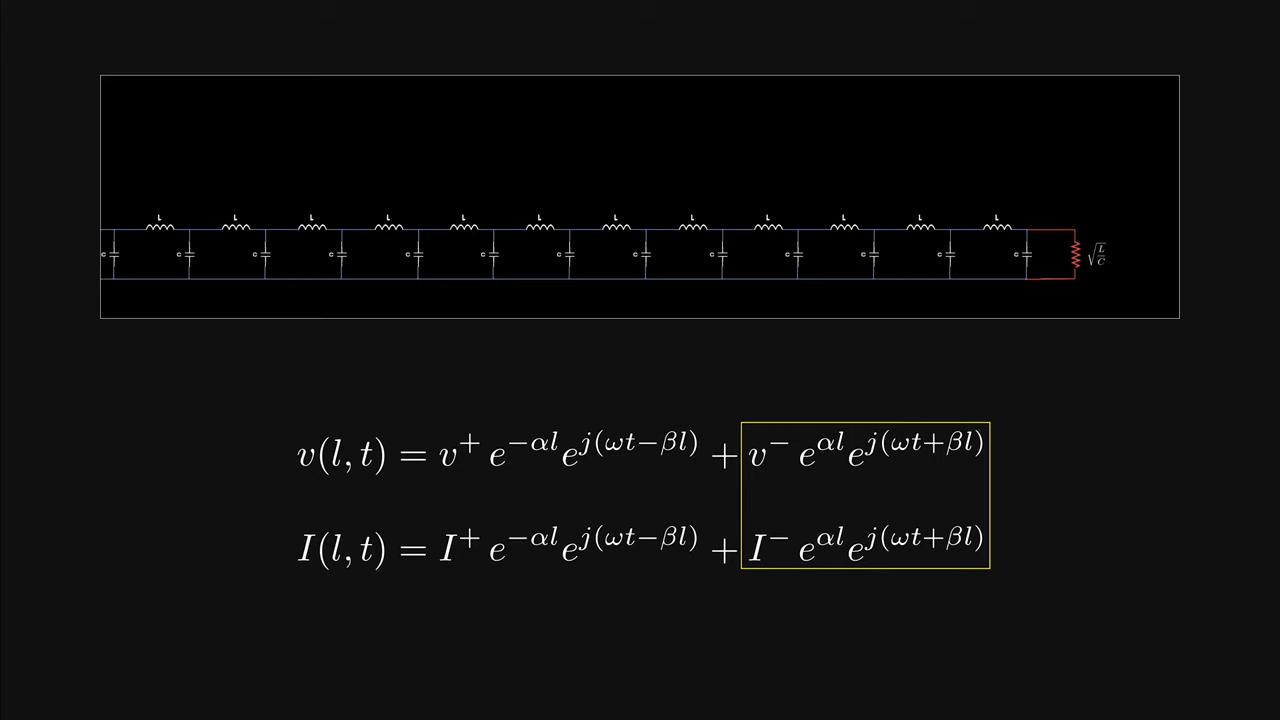 L L L L L L L L L L L L
C C C C C C C C C C C C C √(L/C)
v(l, t) = v⁺ e^{−αl} e^{j(ωt−βl)} + v⁻ e^{αl} e^{j(ωt+βl)}
I(l, t) = I⁺ e^{−αl} e^{j(ωt−βl)} + I⁻ e^{αl} e^{j(ωt+βl)}